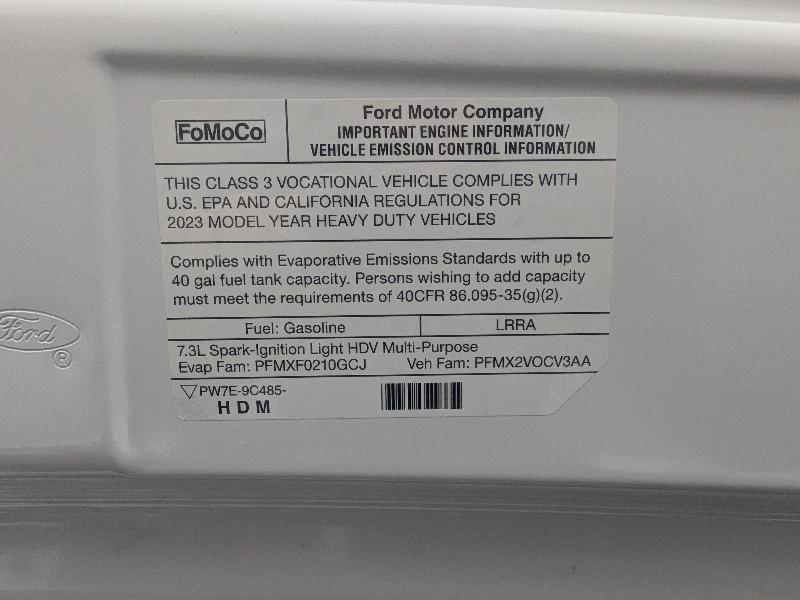 FoMoCo
Ford Motor Company
IMPORTANT ENGINE INFORMATION/
VEHICLE EMISSION CONTROL INFORMATION
THIS CLASS 3 VOCATIONAL VEHICLE COMPLIES WITH
U.S. EPA AND CALIFORNIA REGULATIONS FOR
2023 MODEL YEAR HEAVY DUTY VEHICLES
Complies with Evaporative Emissions Standards with up to
40 gal fuel tank capacity. Persons wishing to add capacity
must meet the requirements of 40CFR 86.095-35(g)(2).
Fuel: Gasoline LRRA
7.3L Spark-Ignition Light HDV Multi-Purpose
Evap Fam: PFMXF0210GCJ Veh Fam: PFMX2VOCV3AA
PW7E-9C485-
HDM
Ford ®